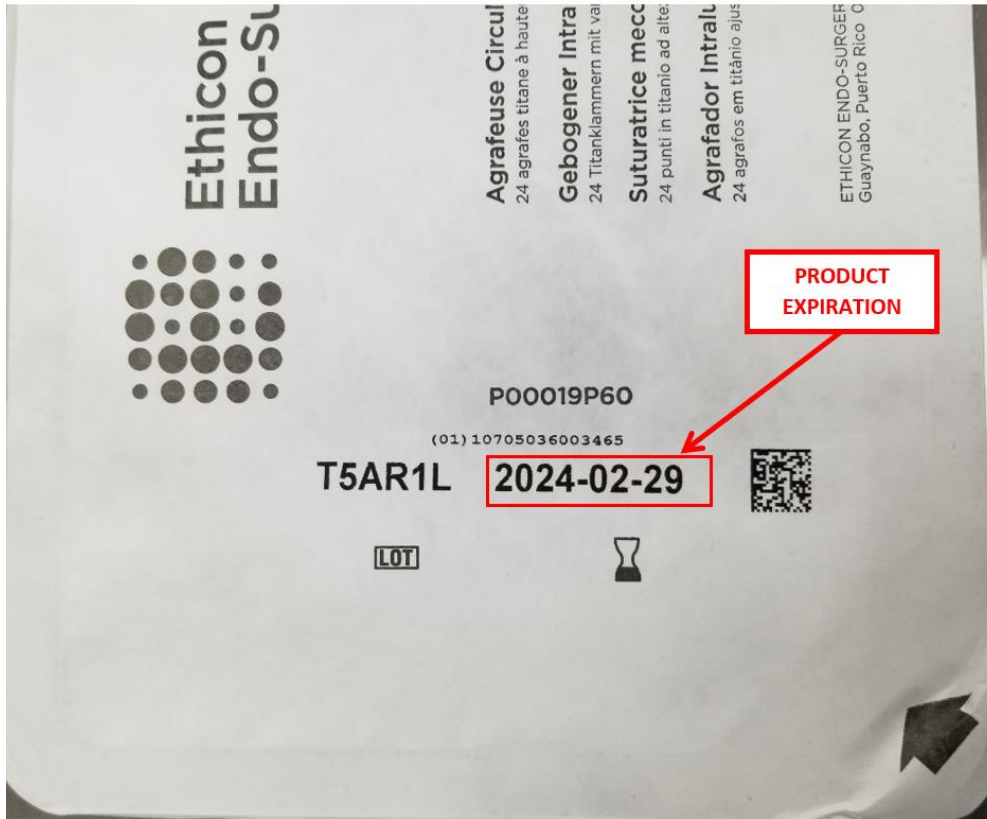 Ethicon
Endo-Su
Agrafeuse Circul
24 agrafes titane à haute
Gebogener Intra
24 Titanklammern mit va
Suturatrice mecc
24 punti in titanio ad alte
Agrafador Intralu
24 agrafos em titânio ajus
ETHICON ENDO-SURGER
Guaynabo, Puerto Rico 0
PRODUCT
EXPIRATION
P00019P60
(01)10705036003465
T5AR1L 2024-02-29
LOT